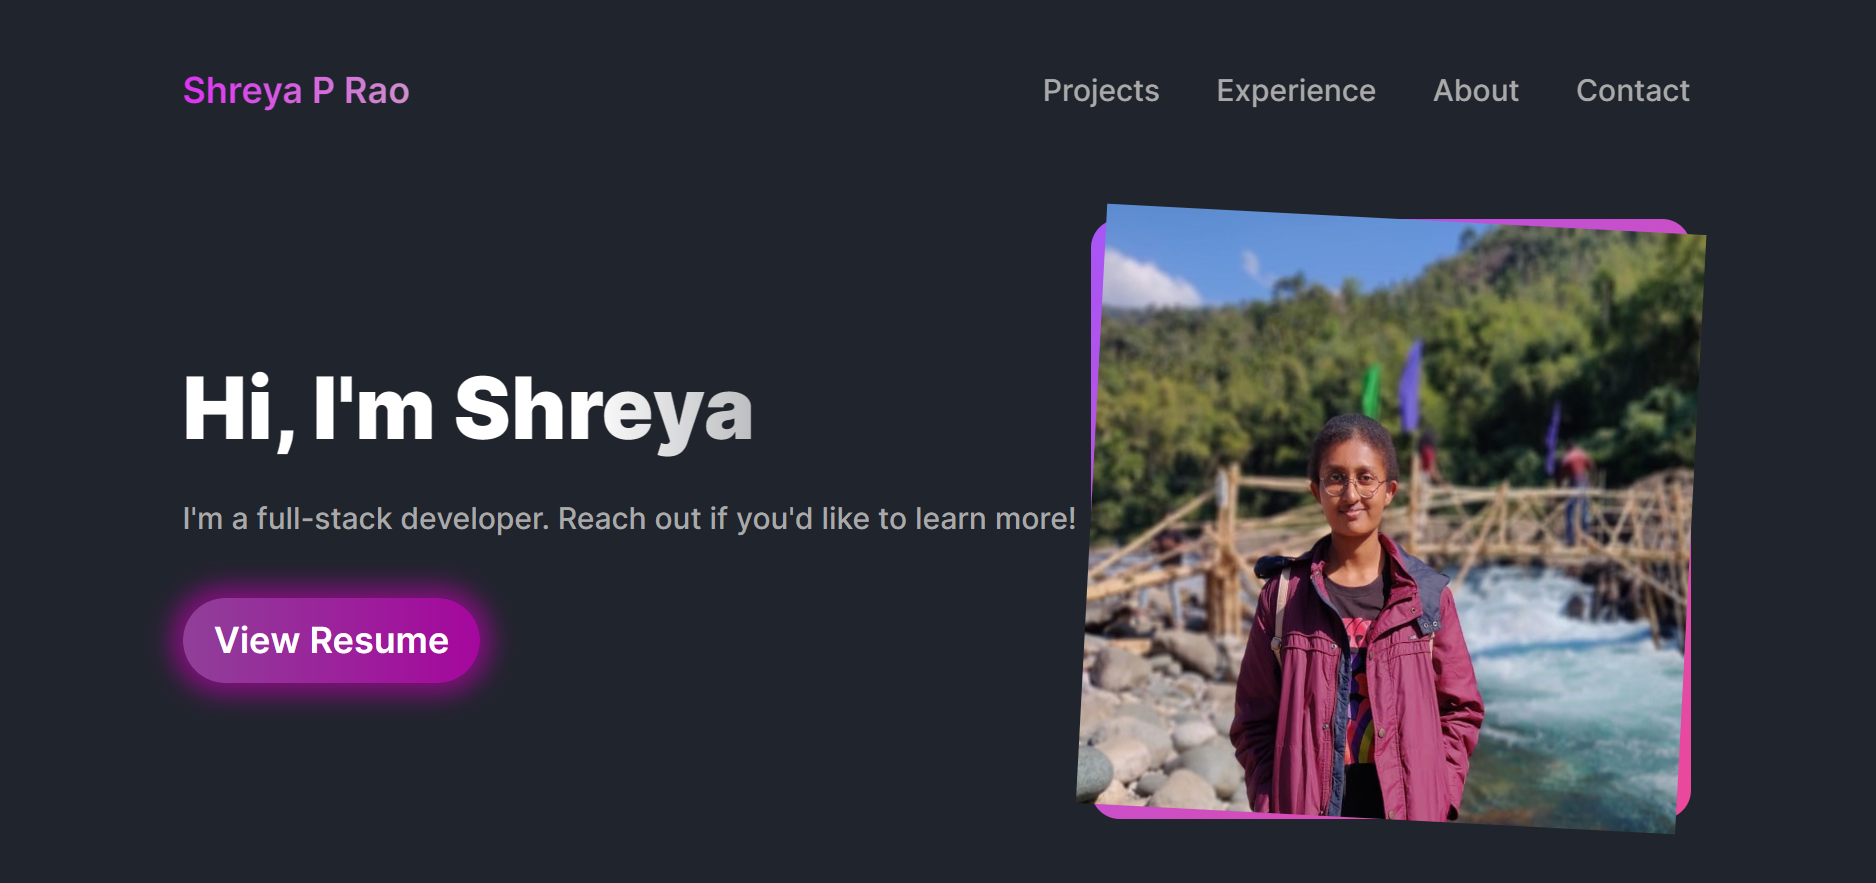 Shreya P Rao
Projects Experience About Contact
Hi, I'm Shreya
I'm a full-stack developer. Reach out if you'd like to learn more!
View Resume